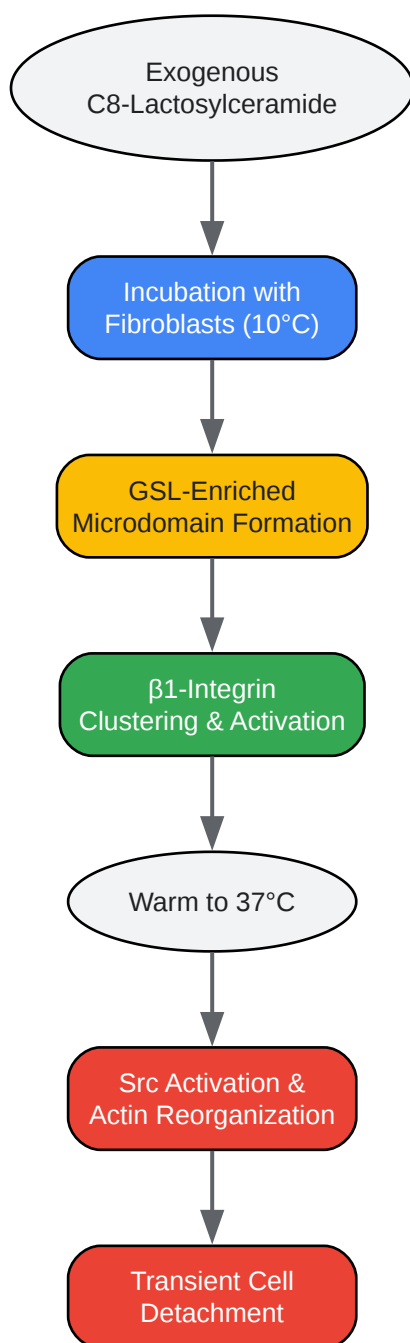 Exogenous
C8-Lactosylceramide
Incubation with
Fibroblasts (10°C)
GSL-Enriched
Microdomain Formation
β1-Integrin
Clustering & Activation
Warm to 37°C
Src Activation &
Actin Reorganization
Transient Cell
Detachment